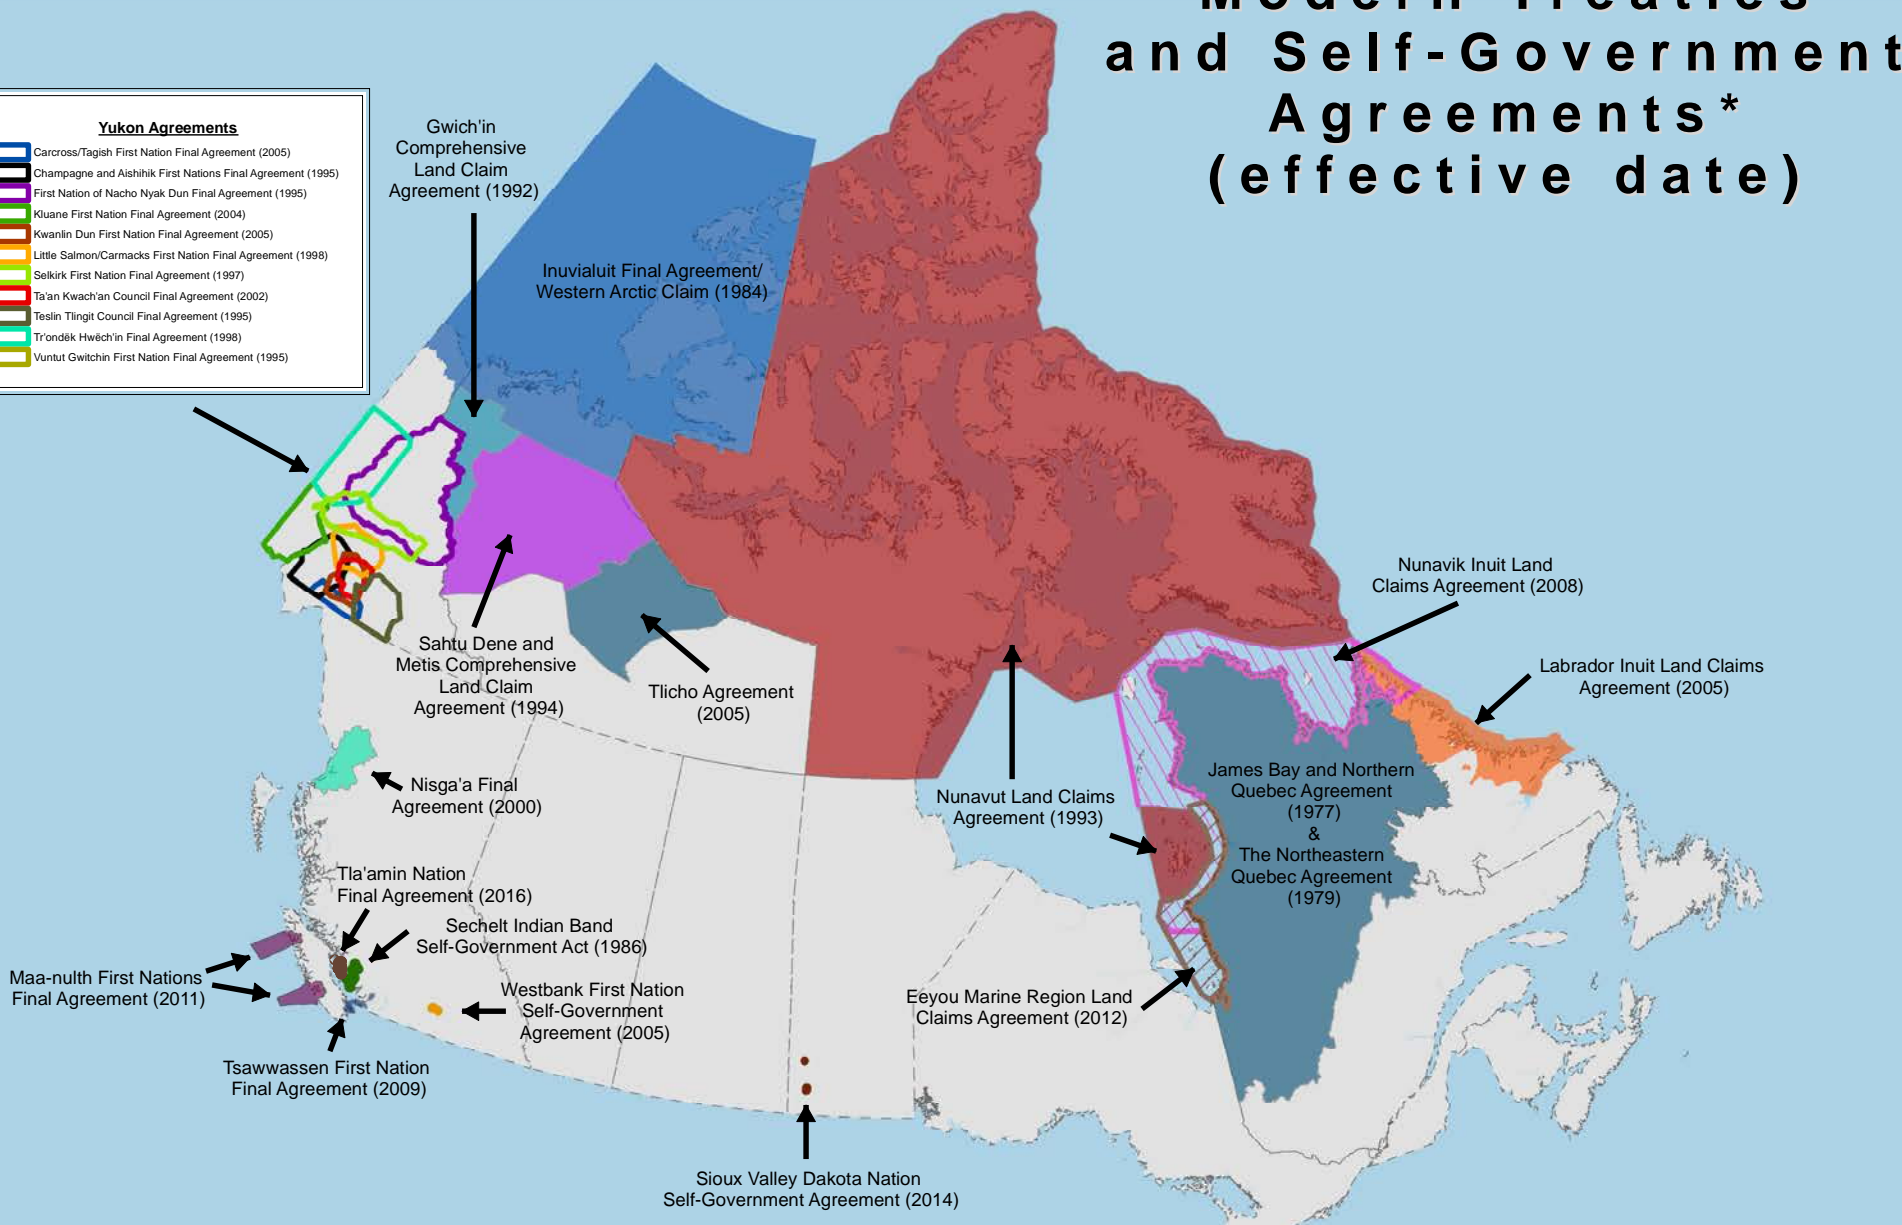 Modern Treaties
and Self-Government
Agreements*
(effective date)
Yukon Agreements
Carcross/Tagish First Nation Final Agreement (2005)
Champagne and Aishihik First Nations Final Agreement (1995)
First Nation of Nacho Nyak Dun Final Agreement (1995)
Kluane First Nation Final Agreement (2004)
Kwanlin Dun First Nation Final Agreement (2005)
Little Salmon/Carmacks First Nation Final Agreement (1998)
Selkirk First Nation Final Agreement (1997)
Ta'an Kwach'an Council Final Agreement (2002)
Teslin Tlingit Council Final Agreement (1995)
Tr'ondëk Hwëch'in Final Agreement (1998)
Vuntut Gwitchin First Nation Final Agreement (1995)
Gwich'in
Comprehensive
Land Claim
Agreement (1992)
Inuvialuit Final Agreement/
Western Arctic Claim (1984)
Nunavik Inuit Land
Claims Agreement (2008)
Labrador Inuit Land Claims
Agreement (2005)
Sahtu Dene and
Metis Comprehensive
Land Claim
Agreement (1994)
Tlicho Agreement
(2005)
Nisga'a Final
Agreement (2000)
Nunavut Land Claims
Agreement (1993)
James Bay and Northern
Quebec Agreement
(1977)
&
The Northeastern
Quebec Agreement
(1979)
Tla'amin Nation
Final Agreement (2016)
Sechelt Indian Band
Self-Government Act (1986)
Maa-nulth First Nations
Final Agreement (2011)
Westbank First Nation
Self-Government
Agreement (2005)
Eeyou Marine Region Land
Claims Agreement (2012)
Tsawwassen First Nation
Final Agreement (2009)
Sioux Valley Dakota Nation
Self-Government Agreement (2014)